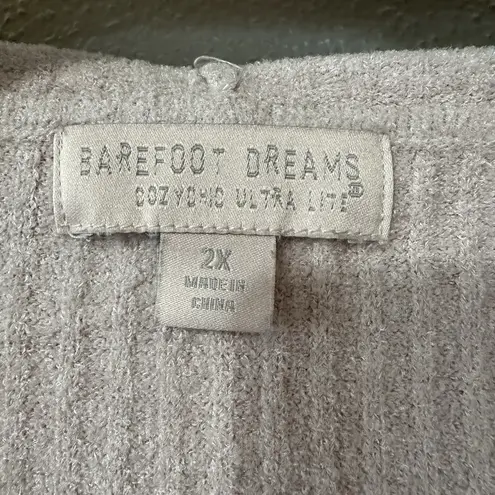 BAREFOOT DREAMS
COZYCHIC ULTRA LITE®
2X
MADE IN
CHINA